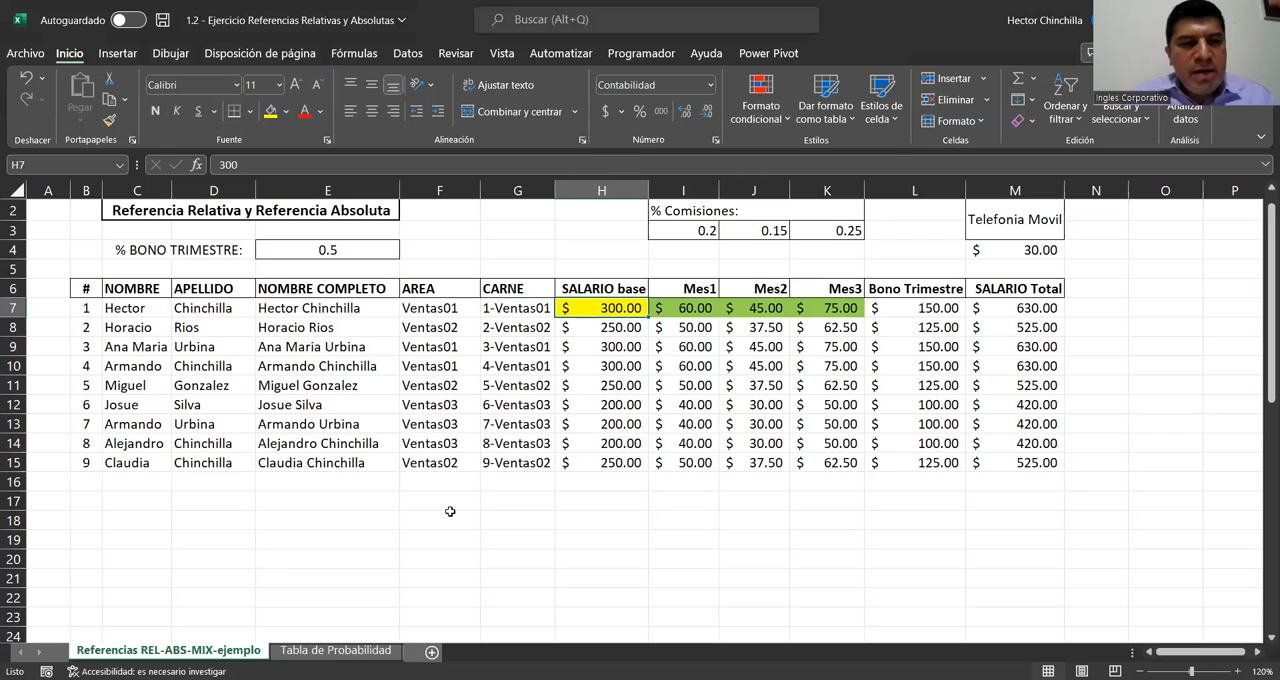 Autoguardado 1.2 - Ejercicio Referencias Relativas y Absolutas Buscar (Alt+Q) Hector Chinchilla
Archivo Inicio Insertar Dibujar Disposición de página Fórmulas Datos Revisar Vista Automatizar Programador Ayuda Power Pivot
Pegar Calibri 11 Ajustar texto Contabilidad Formato condicional Dar formato como tabla Estilos de celda Insertar Ordenar y filtrar Buscar y seleccionar Analizar datos
N K S Combinar y centrar $ % 000 Eliminar
Formato
Deshacer Portapapeles Fuente Alineación Número Estilos Celdas Edición Análisis
Ingles Corporativo
H7 fx 300
A B C D E F G H I J K L M N O P
2 Referencia Relativa y Referencia Absoluta % Comisiones: Telefonia Movil
3 0.2 0.15 0.25
4 % BONO TRIMESTRE: 0.5 $ 30.00
5
6 # NOMBRE APELLIDO NOMBRE COMPLETO AREA CARNE SALARIO base Mes1 Mes2 Mes3 Bono Trimestre SALARIO Total
7 1 Hector Chinchilla Hector Chinchilla Ventas01 1-Ventas01 $ 300.00 $ 60.00 $ 45.00 $ 75.00 $ 150.00 $ 630.00
8 2 Horacio Rios Horacio Rios Ventas02 2-Ventas02 $ 250.00 $ 50.00 $ 37.50 $ 62.50 $ 125.00 $ 525.00
9 3 Ana Maria Urbina Ana Maria Urbina Ventas01 3-Ventas01 $ 300.00 $ 60.00 $ 45.00 $ 75.00 $ 150.00 $ 630.00
10 4 Armando Chinchilla Armando Chinchilla Ventas01 4-Ventas01 $ 300.00 $ 60.00 $ 45.00 $ 75.00 $ 150.00 $ 630.00
11 5 Miguel Gonzalez Miguel Gonzalez Ventas02 5-Ventas02 $ 250.00 $ 50.00 $ 37.50 $ 62.50 $ 125.00 $ 525.00
12 6 Josue Silva Josue Silva Ventas03 6-Ventas03 $ 200.00 $ 40.00 $ 30.00 $ 50.00 $ 100.00 $ 420.00
13 7 Armando Urbina Armando Urbina Ventas03 7-Ventas03 $ 200.00 $ 40.00 $ 30.00 $ 50.00 $ 100.00 $ 420.00
14 8 Alejandro Chinchilla Alejandro Chinchilla Ventas03 8-Ventas03 $ 200.00 $ 40.00 $ 30.00 $ 50.00 $ 100.00 $ 420.00
15 9 Claudia Chinchilla Claudia Chinchilla Ventas02 9-Ventas02 $ 250.00 $ 50.00 $ 37.50 $ 62.50 $ 125.00 $ 525.00
16
17
18
19
20
21
22
23
24
Referencias REL-ABS-MIX-ejemplo Tabla de Probabilidad
Listo Accesibilidad: es necesario investigar 120%